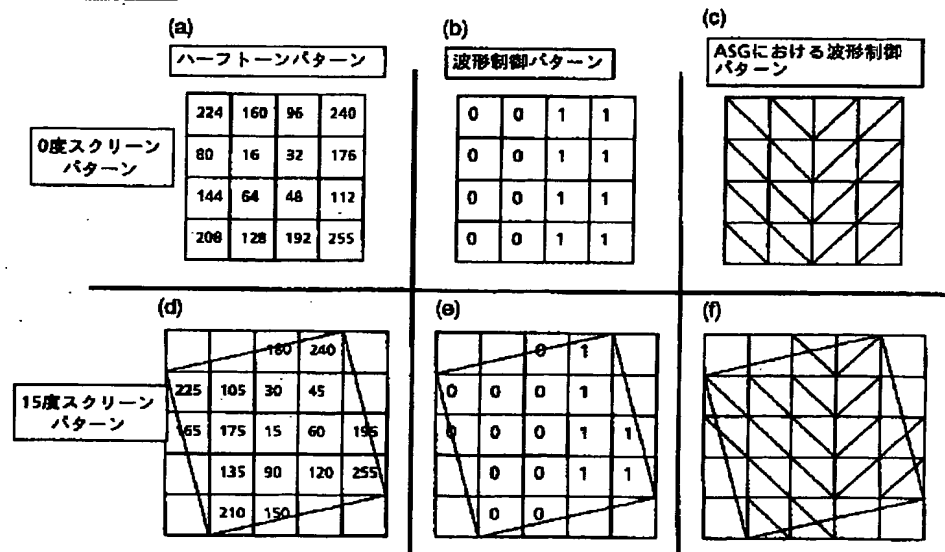 (a)
(b)
(c)
ハーフトーンパターン
波形制御パターン
ASGにおける波形制御
パターン
0度スクリーン
パターン
224 160 96 240
80 16 32 176
144 64 48 112
208 128 192 255
0 0 1 1
0 0 1 1
0 0 1 1
0 0 1 1
(d)
(e)
(f)
15度スクリーン
パターン
180 240
225 105 30 45
165 175 15 60 195
135 90 120 255
210 150
0 1
0 0 0 1
0 0 0 1 1
0 0 1 1
0 0